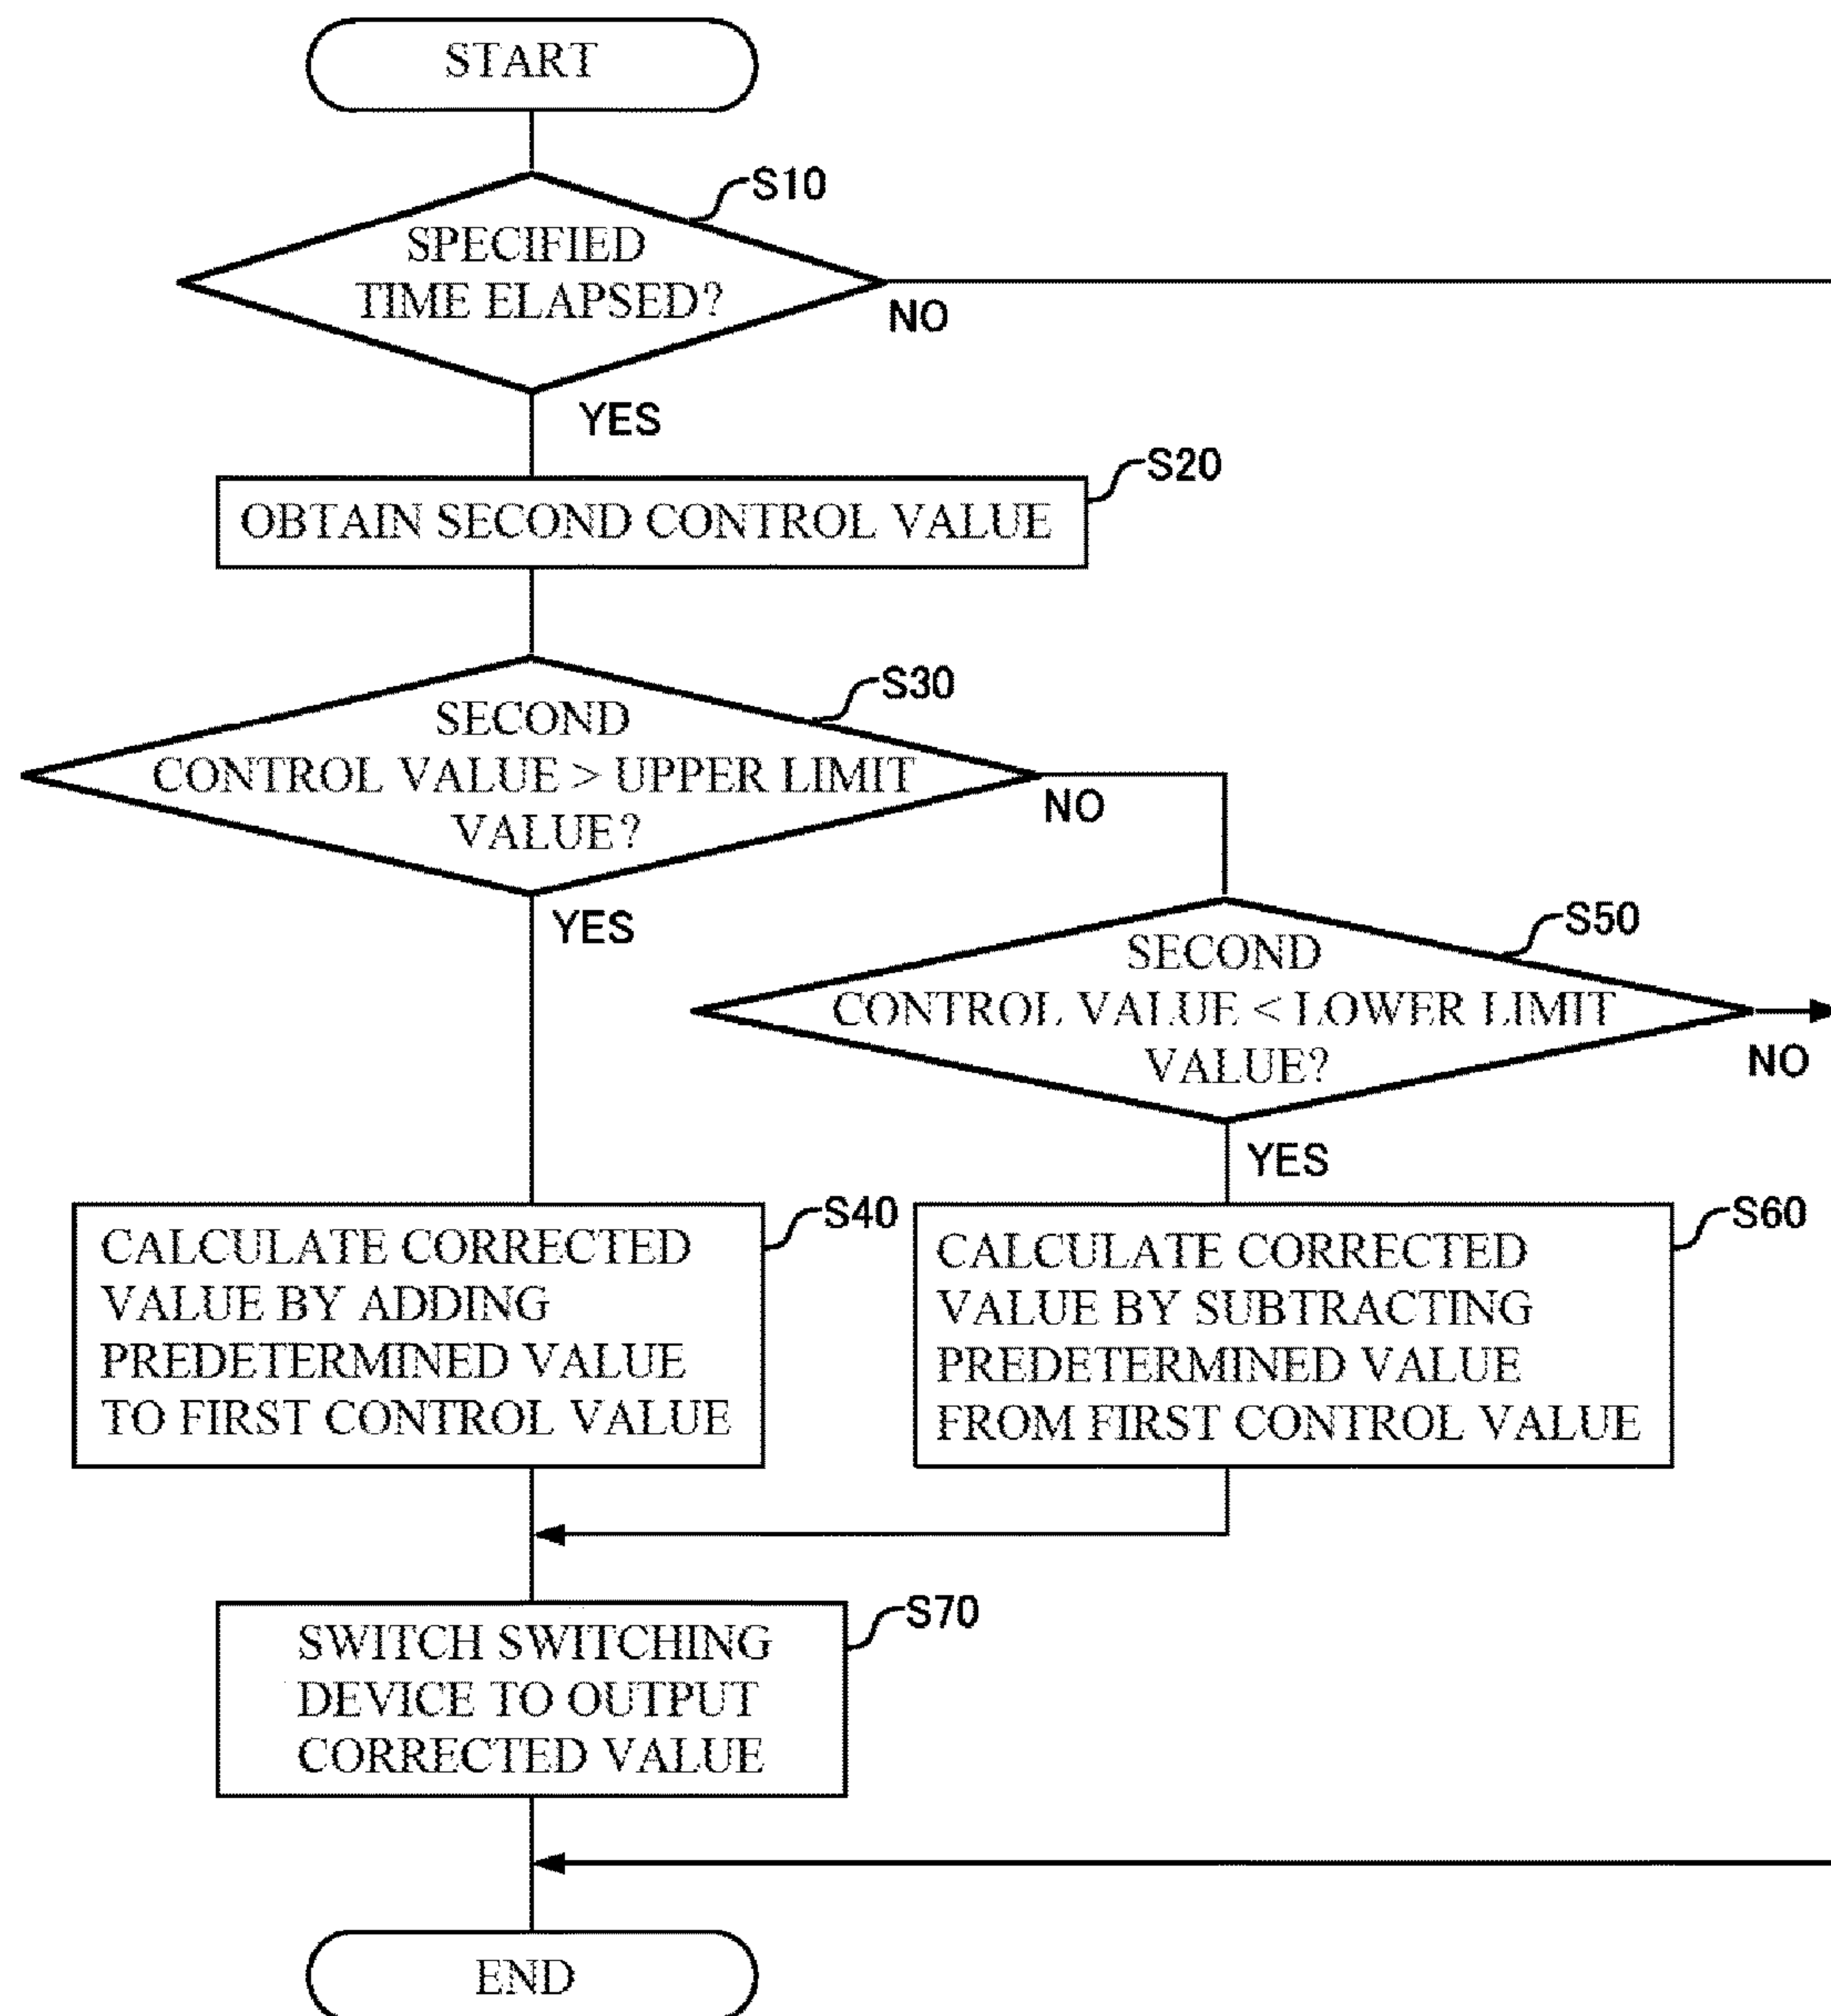 START
S10
SPECIFIED
TIME ELAPSED?
NO
YES
S20
OBTAIN SECOND CONTROL VALUE
S30
SECOND
CONTROL VALUE > UPPER LIMIT
VALUE?
NO
YES
S50
SECOND
CONTROL VALUE < LOWER LIMIT
VALUE?
NO
YES
S40
CALCULATE CORRECTED
VALUE BY ADDING
PREDETERMINED VALUE
TO FIRST CONTROL VALUE
S60
CALCULATE CORRECTED
VALUE BY SUBTRACTING
PREDETERMINED VALUE
FROM FIRST CONTROL VALUE
S70
SWITCH SWITCHING
DEVICE TO OUTPUT
CORRECTED VALUE
END